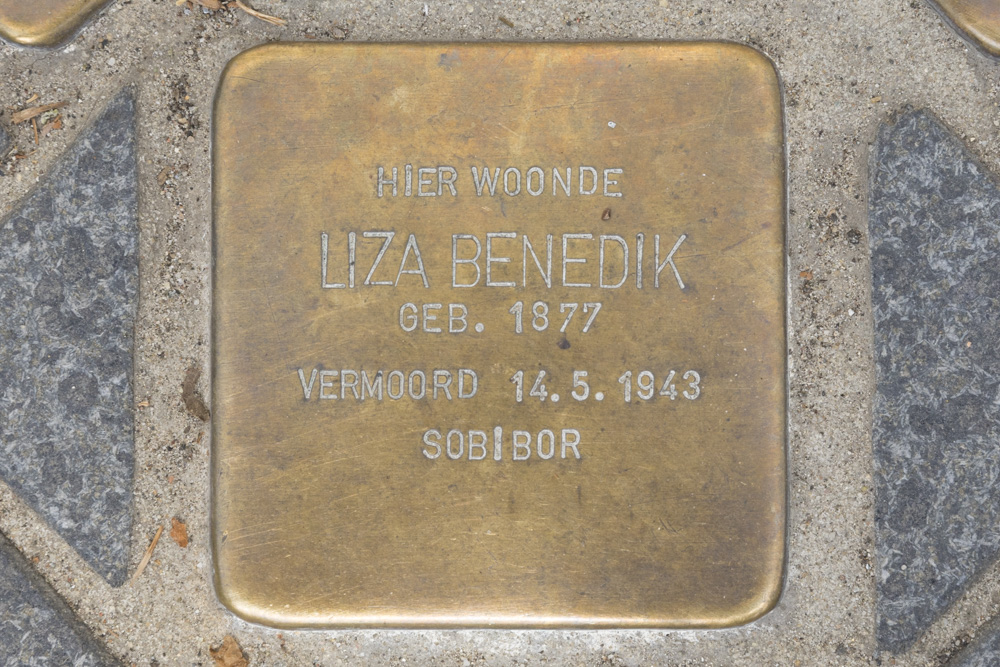 HIER WOONDE
LIZA BENEDIK
GEB. 1877
VERMOORD 14.5.1943
SOBIBOR